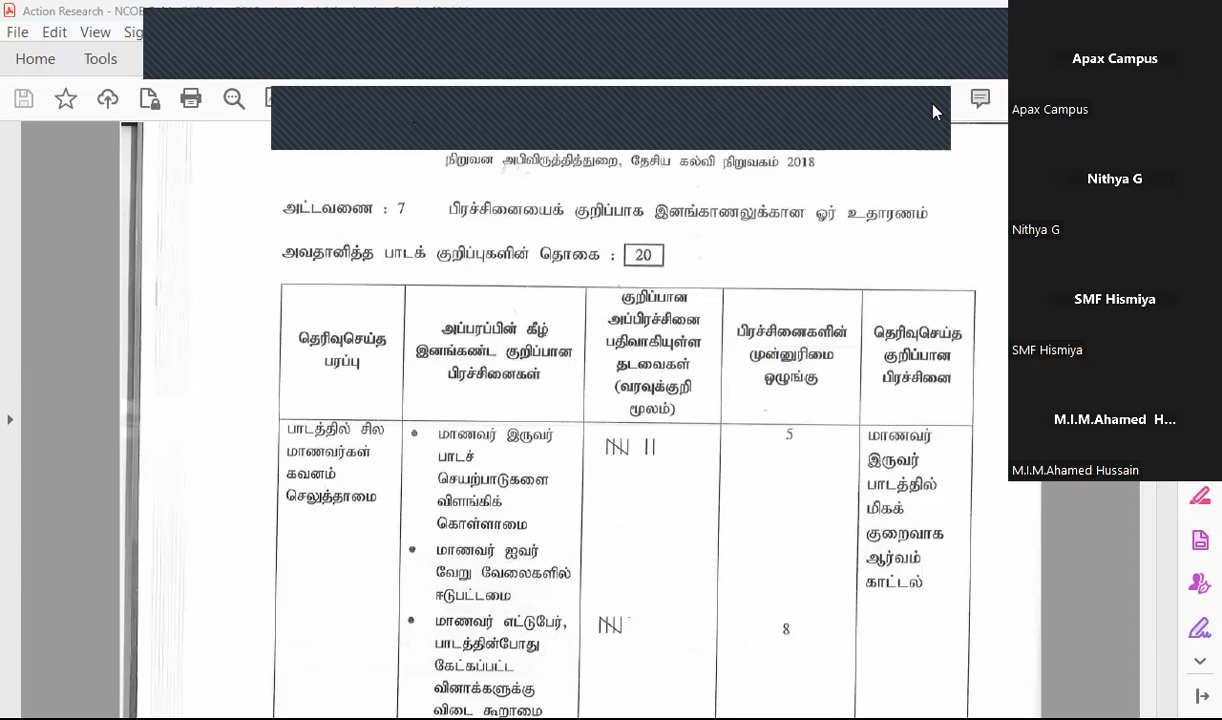 Action Research - NCOE
File Edit View Sig
Home Tools
Apax Campus
Apax Campus
Nithya G
Nithya G
SMF Hismiya
SMF Hismiya
M.I.M.Ahamed H...
M.I.M.Ahamed Hussain
நிறுவன அபிவிருத்தித்துறை, தேசிய கல்வி நிறுவகம் 2018
அட்டவணை : 7 பிரச்சினையைக் குறிப்பாக இனங்காணலுக்கான ஓர் உதாரணம்
அவதானித்த பாடக் குறிப்புகளின் தொகை : 20
தெரிவுசெய்த
பரப்பு
அப்பரப்பின் கீழ்
இனங்கண்ட குறிப்பான
பிரச்சினைகள்
குறிப்பான
அப்பிரச்சினை
பதிவாகியுள்ள
தடவைகள்
(வரவுக்குறி
மூலம்)
பிரச்சினைகளின்
முன்னுரிமை
ஒழுங்கு
தெரிவுசெய்த
குறிப்பான
பிரச்சினை
பாடத்தில் சில
மாணவர்கள்
கவனம்
செலுத்தாமை
• மாணவர் இருவர்
பாடச்
செயற்பாடுகளை
விளங்கிக்
கொள்ளாமை
• மாணவர் ஐவர்
வேறு வேலைகளில்
ஈடுபட்டமை
• மாணவர் எட்டுபேர்,
பாடத்தின்போது
கேட்கப்பட்ட
வினாக்களுக்கு
விடை கூறாமை
5
8
மாணவர்
இருவர்
பாடத்தில்
மிகக்
குறைவாக
ஆர்வம்
காட்டல்